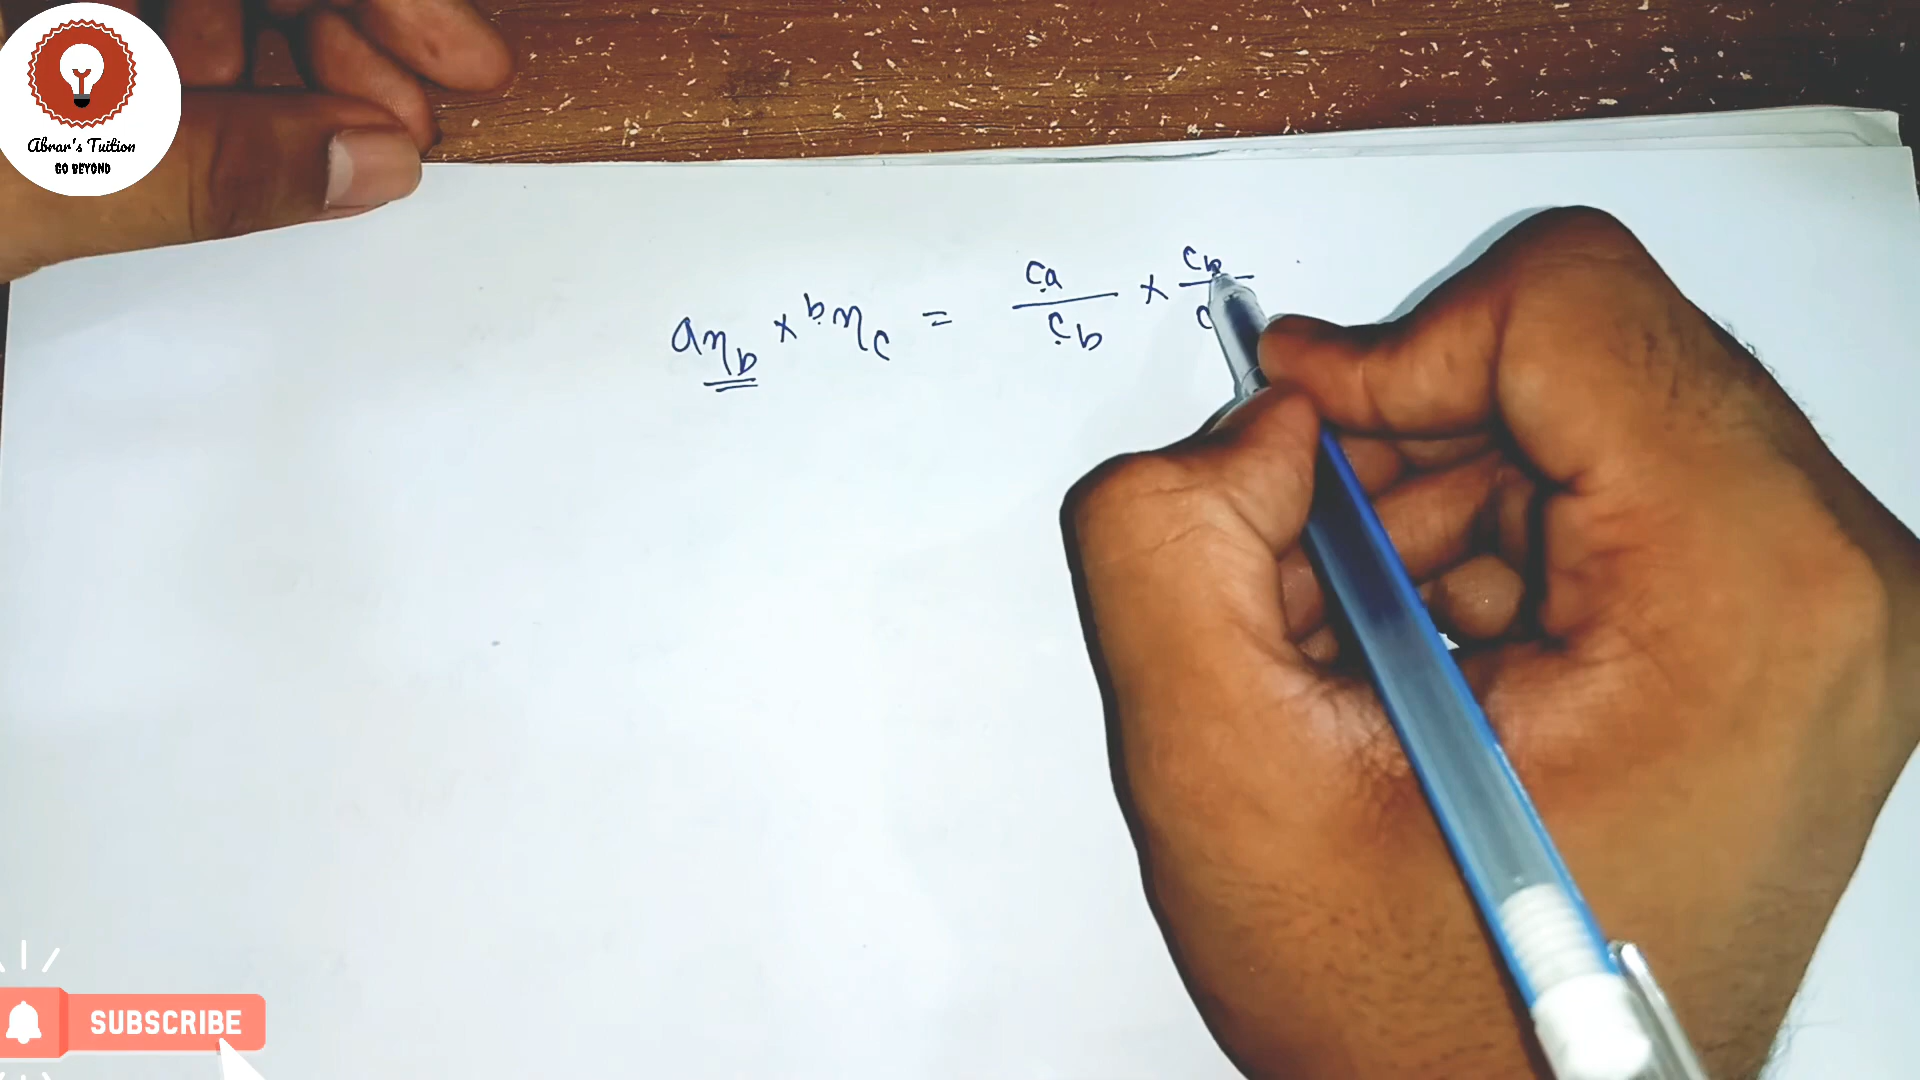 Abrar's Tuition
GO BEYOND
aηb × bηc = ca/cb × cb/c
SUBSCRIBE